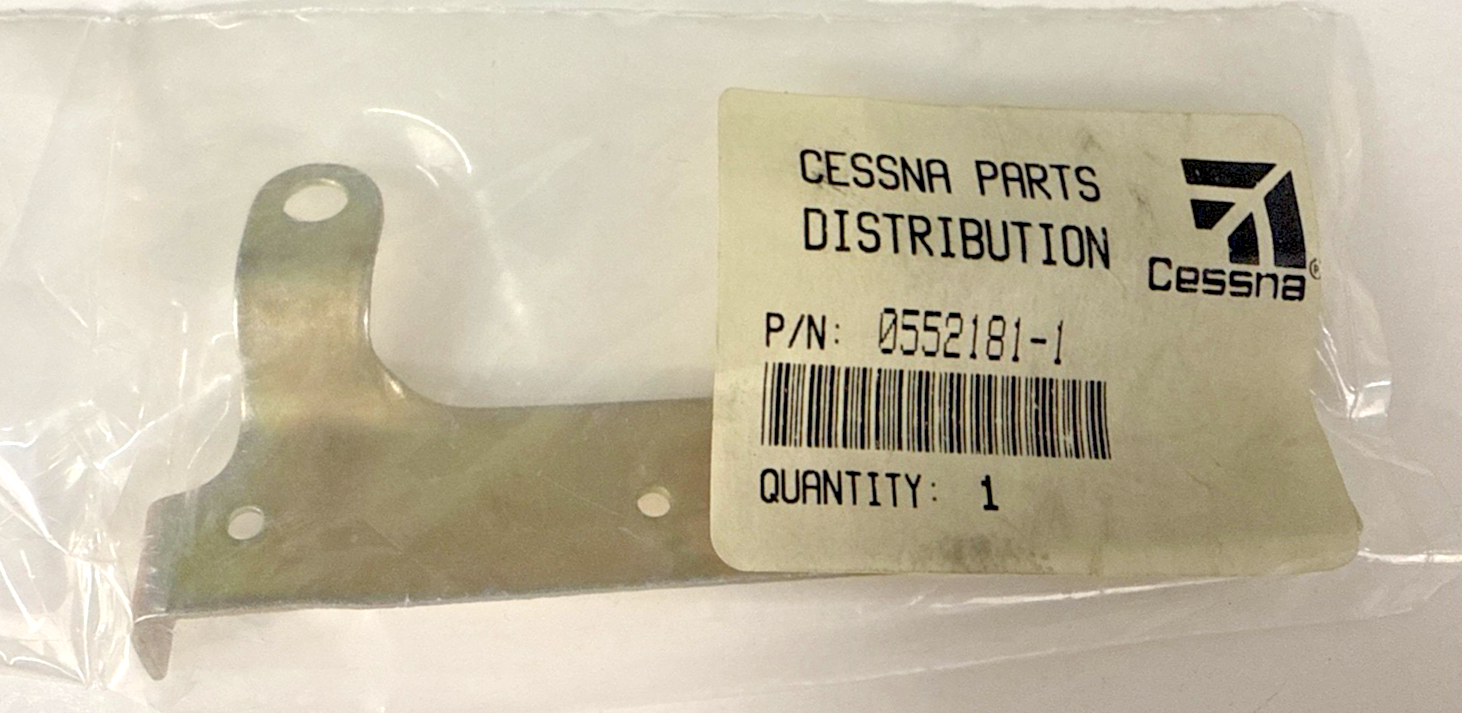 CESSNA PARTS
DISTRIBUTION
Cessna®
P/N: 0552181-1
QUANTITY: 1